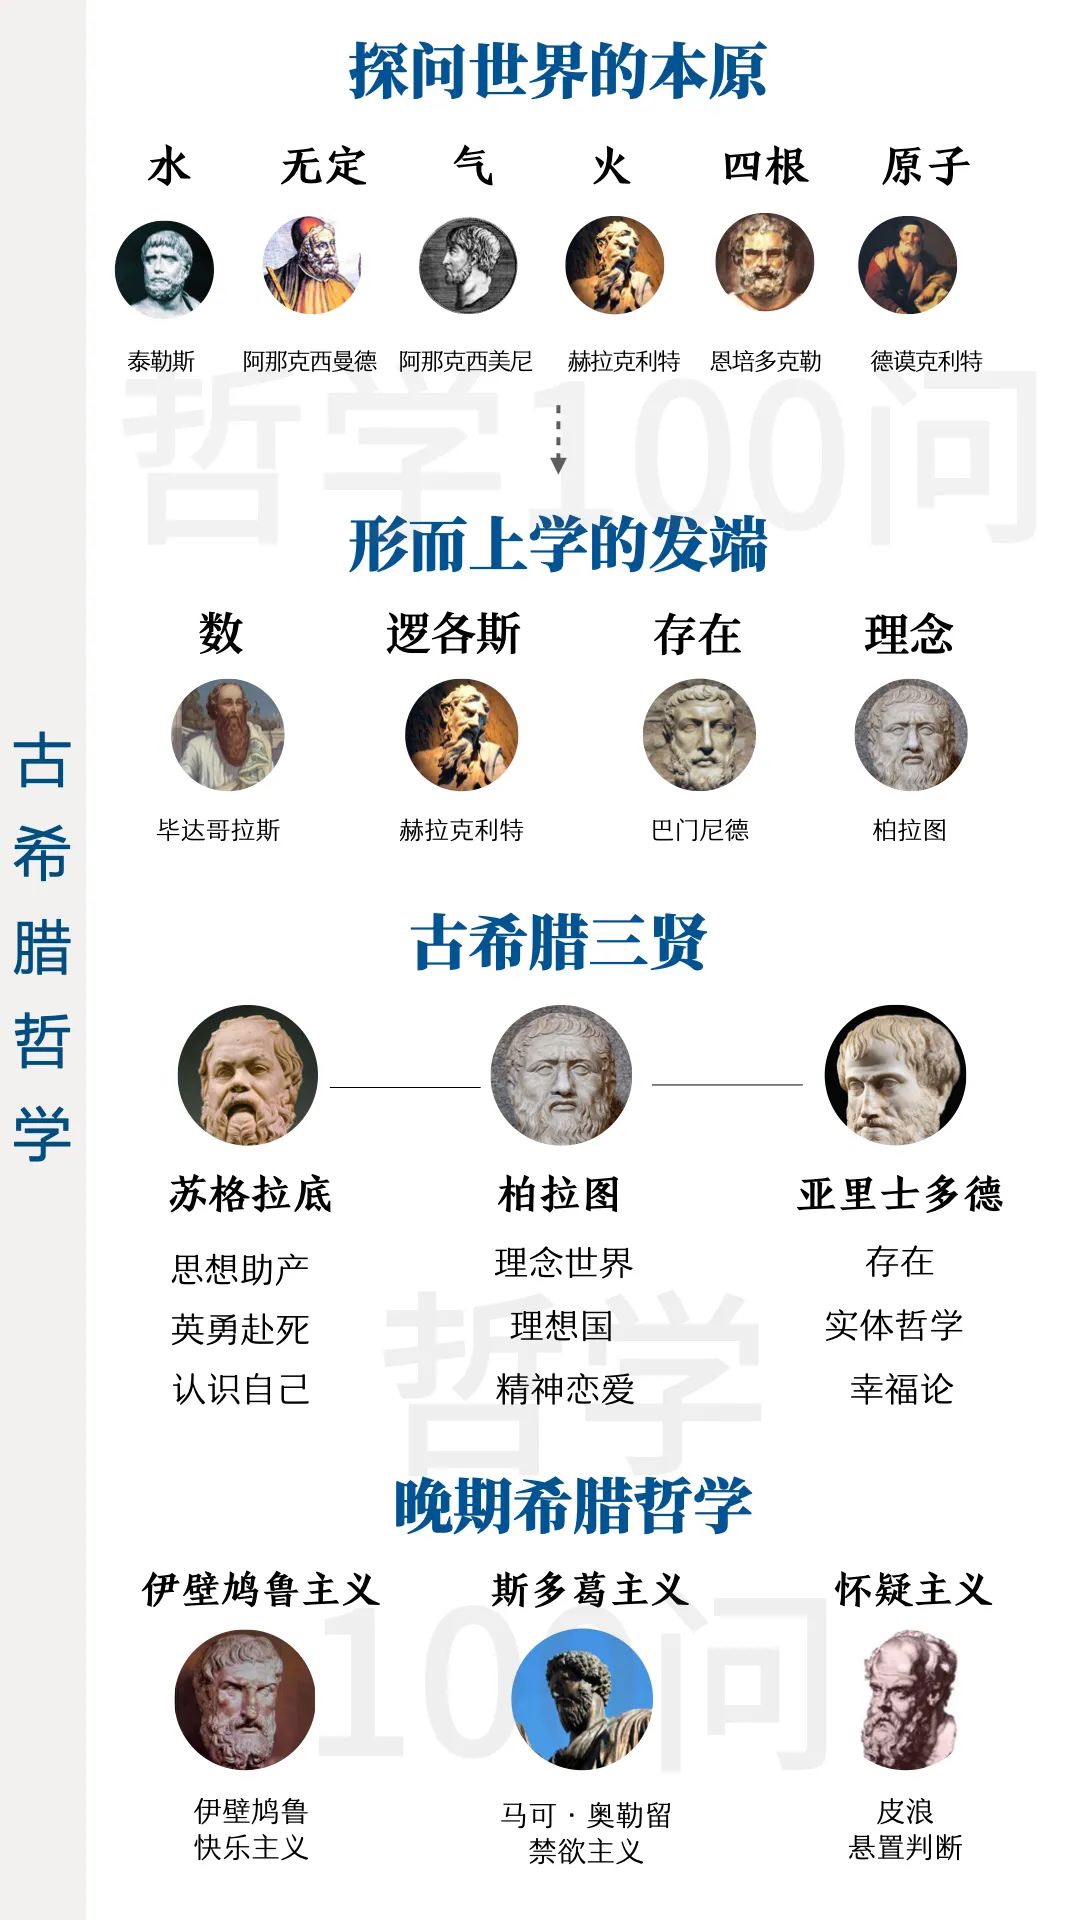 探问世界的本原
水 无定 气 火 四根 原子
泰勒斯 阿那克西曼德 阿那克西美尼 赫拉克利特 恩培多克勒 德谟克利特
哲学100问
形而上学的发端
数 逻各斯 存在 理念
毕达哥拉斯 赫拉克利特 巴门尼德 柏拉图
古希腊哲学
古希腊三贤
苏格拉底 柏拉图 亚里士多德
思想助产 理念世界 存在
英勇赴死 理想国 实体哲学
认识自己 精神恋爱 幸福论
哲学
晚期希腊哲学
伊壁鸠鲁主义 斯多葛主义 怀疑主义
100问
伊壁鸠鲁 马可·奥勒留 皮浪
快乐主义 禁欲主义 悬置判断